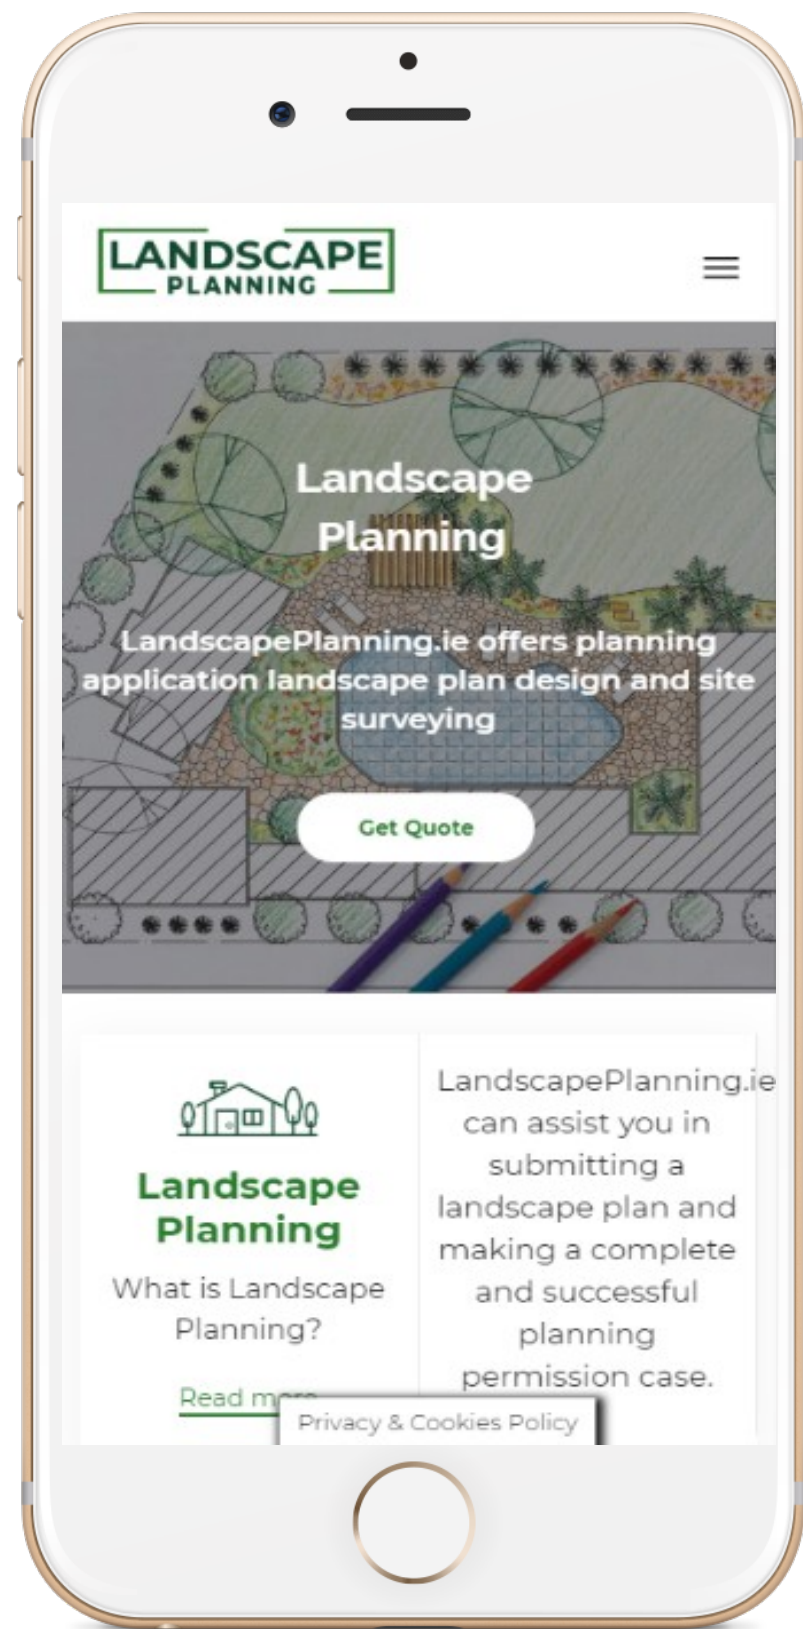 LANDSCAPE
PLANNING
Landscape
Planning
LandscapePlanning.ie offers planning
application landscape plan design and site
surveying
Get Quote
Landscape
Planning
What is Landscape
Planning?
Read more
LandscapePlanning.ie
can assist you in
submitting a
landscape plan and
making a complete
and successful
planning
permission case.
Privacy & Cookies Policy